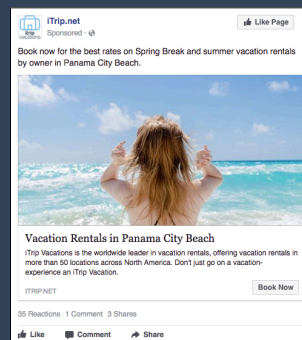 iTrip.net
Like Page
Sponsored ·
itrip
Book now for the best rates on Spring Break and summer vacation rentals
by owner in Panama City Beach.
Vacation Rentals in Panama City Beach
iTrip Vacations is the worldwide leader in vacation rentals, offering vacation rentals in
more than 50 locations across North America. Don't just go on a vacation-
experience an iTrip Vacation.
ITRIP.NET
Book Now
35 Reactions 1 Comment 3 Shares
Like Comment Share